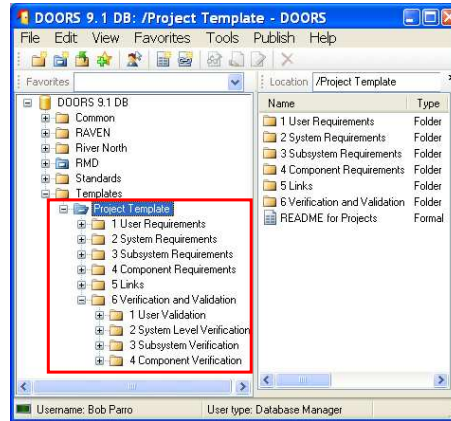 DOORS 9.1 DB: /Project Template - DOORS
File Edit View Favorites Tools Publish Help
Favorites
Location /Project Template
DOORS 9.1 DB
Common
RAVEN
River North
RMD
Standards
Templates
Project Template
1 User Requirements
2 System Requirements
3 Subsystem Requirements
4 Component Requirements
5 Links
6 Verification and Validation
1 User Validation
2 System Level Verification
3 Subsystem Verification
4 Component Verification
Name Type
1 User Requirements Folder
2 System Requirements Folder
3 Subsystem Requirements Folder
4 Component Requirements Folder
5 Links Folder
6 Verification and Validation Folder
README for Projects Formal
Username: Bob Parro User type: Database Manager